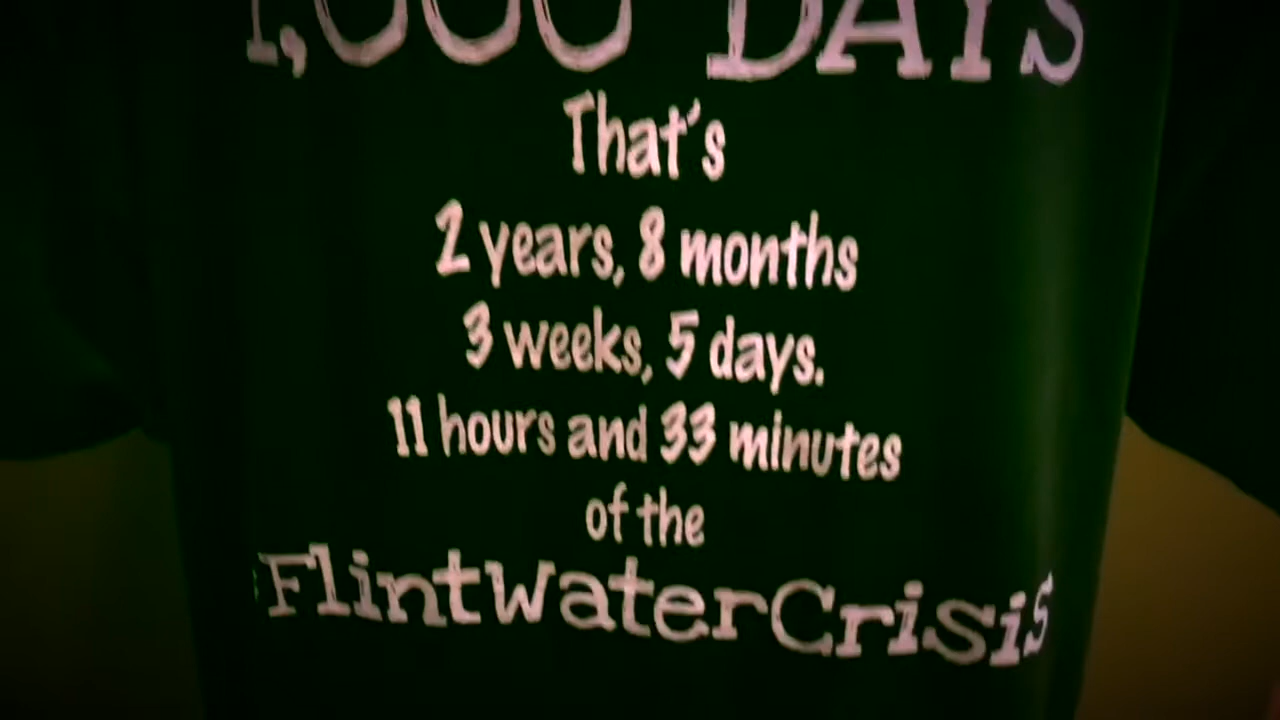 1,000 DAYS
That's
2 years, 8 months
3 weeks, 5 days.
11 hours and 33 minutes
of the
FlintWaterCrisis